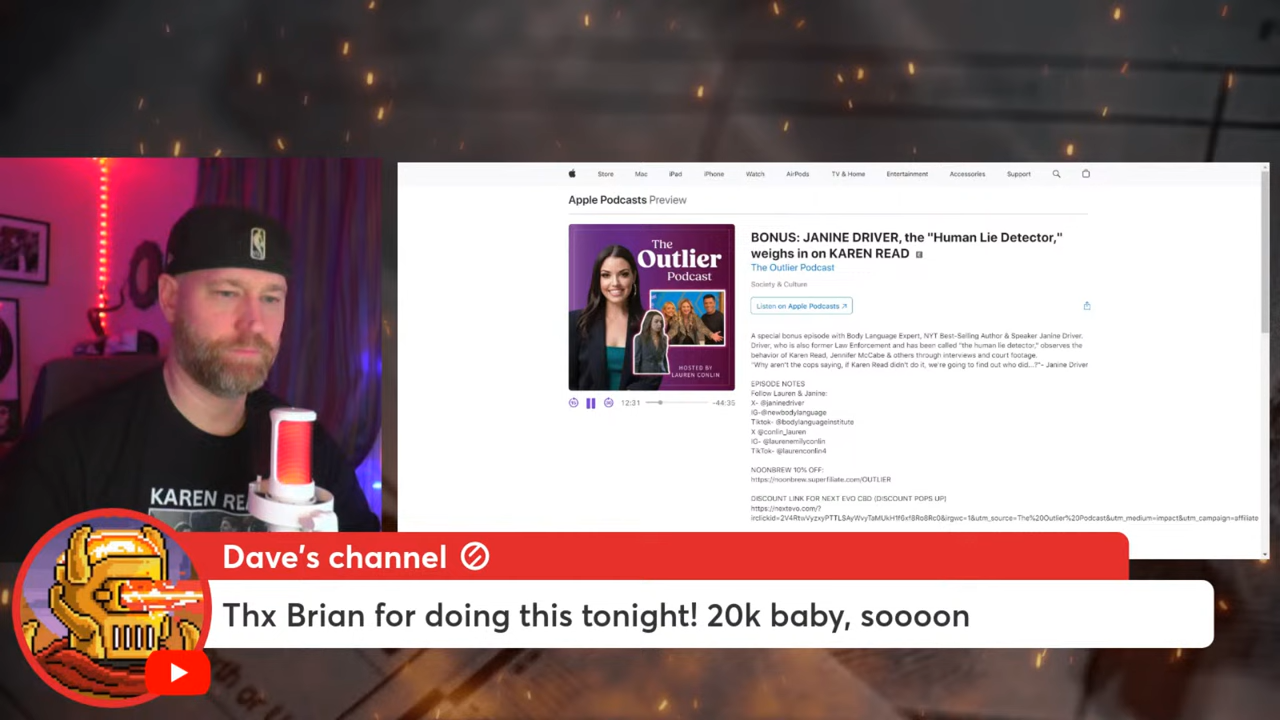 Store
Mac
iPad
iPhone
Watch
AirPods
TV & Home
Entertainment
Accessories
Support
Apple Podcasts Preview
The
Outlier
Podcast
HOSTED BY
LAUREN CONLIN
12:31
-44:35
BONUS: JANINE DRIVER, the "Human Lie Detector,"
weighs in on KAREN READ E
The Outlier Podcast
Society & Culture
Listen on Apple Podcasts ↗
A special bonus episode with Body Language Expert, NYT Best-Selling Author & Speaker Janine Driver.
Driver, who is also former Law Enforcement and has been called "the human lie detector," observes the
behavior of Karen Read, Jennifer McCabe & others through interviews and court footage.
"Why aren't the cops saying, if Karen Read didn't do it, we're going to find out who did...?"- Janine Driver
EPISODE NOTES
Follow Lauren & Janine:
X- @janinedriver
IG-@newbodylanguage
Tiktok- @bodylanguageinstitute
X @conlin_lauren
IG- @laurenemilyconlin
TikTok- @laurenconlin4
NOONBREW 10% OFF:
https://noonbrew.superfiliate.com/OUTLIER
DISCOUNT LINK FOR NEXT EVO CBD (DISCOUNT POPS UP)
https://nextevo.com/?
KAREN REA
Dave's channel
Thx Brian for doing this tonight! 20k baby, soooon